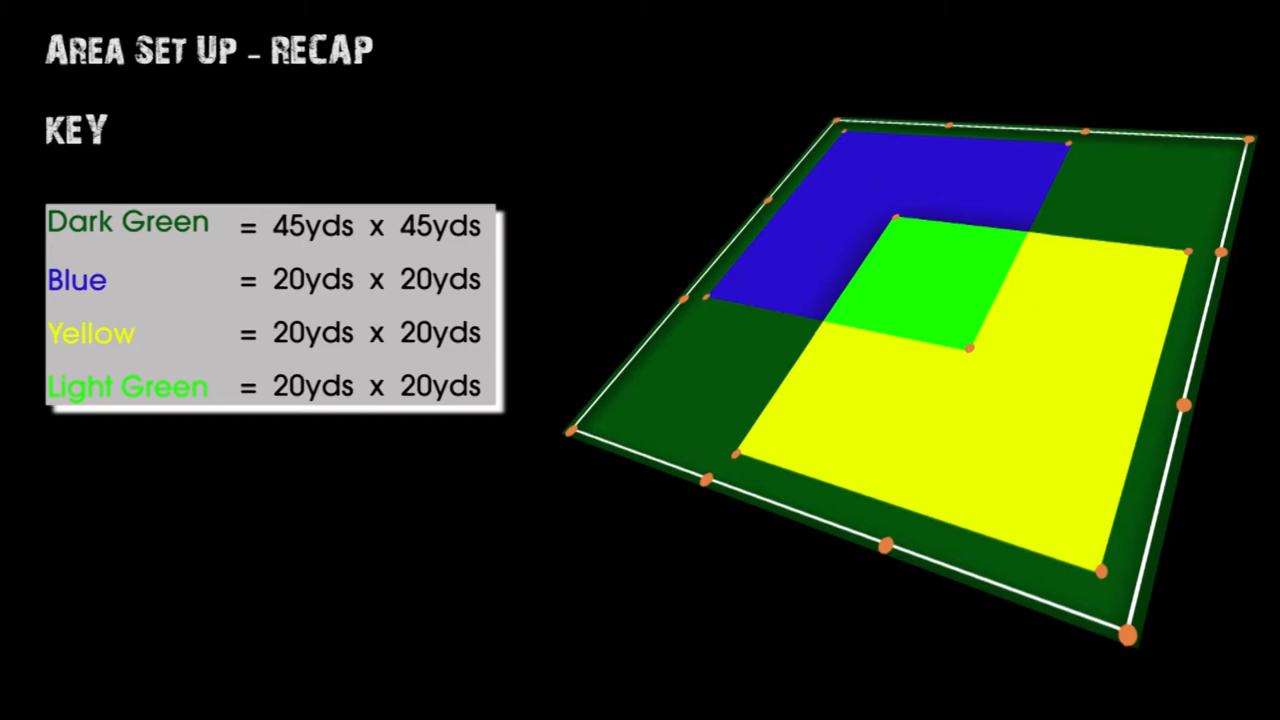 AREA SET UP - RECAP
KEY
Dark Green = 45yds x 45yds
Blue = 20yds x 20yds
Yellow = 20yds x 20yds
Light Green = 20yds x 20yds